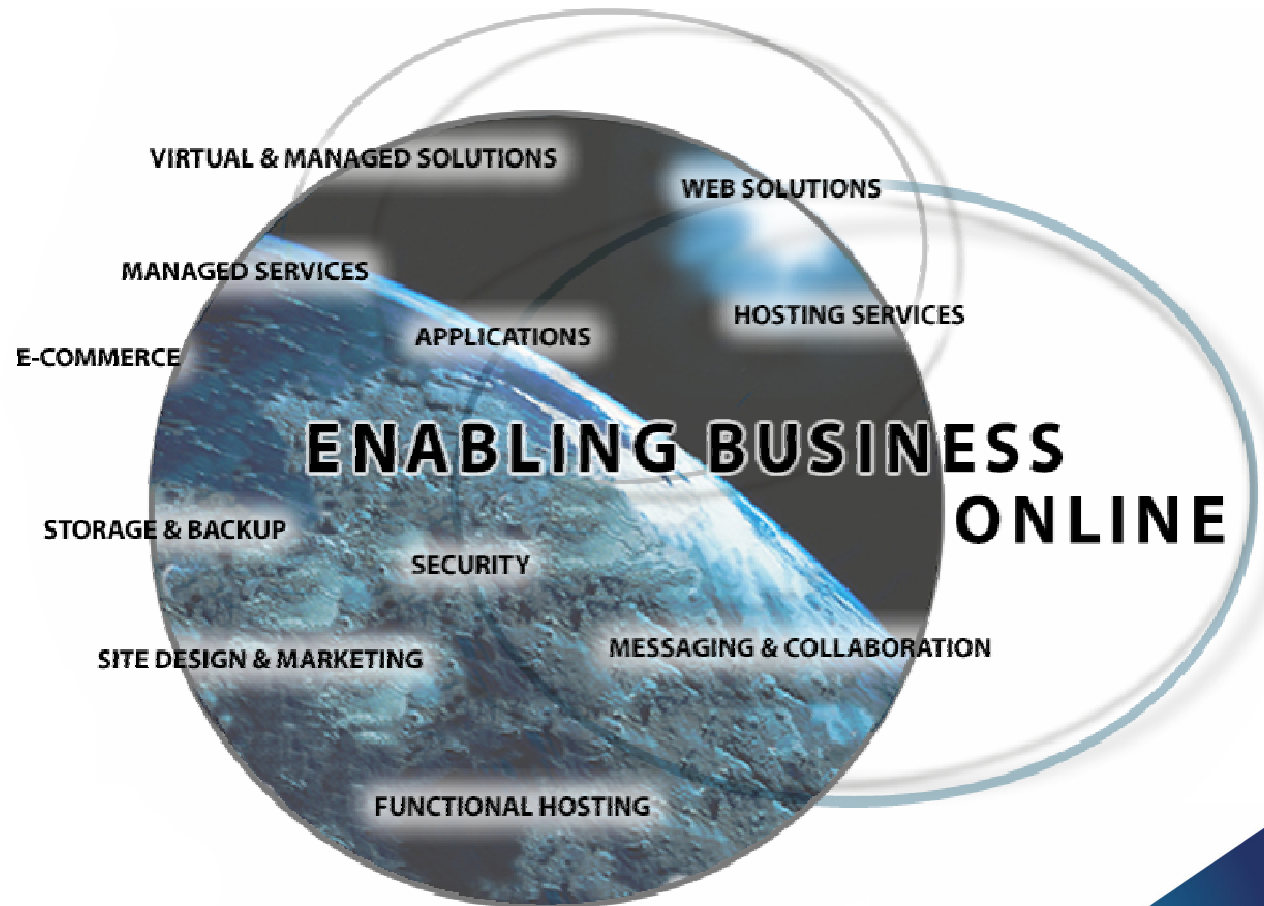 VIRTUAL & MANAGED SOLUTIONS
WEB SOLUTIONS
MANAGED SERVICES
HOSTING SERVICES
APPLICATIONS
E-COMMERCE
ENABLING BUSINESS
ONLINE
STORAGE & BACKUP
SECURITY
MESSAGING & COLLABORATION
SITE DESIGN & MARKETING
FUNCTIONAL HOSTING